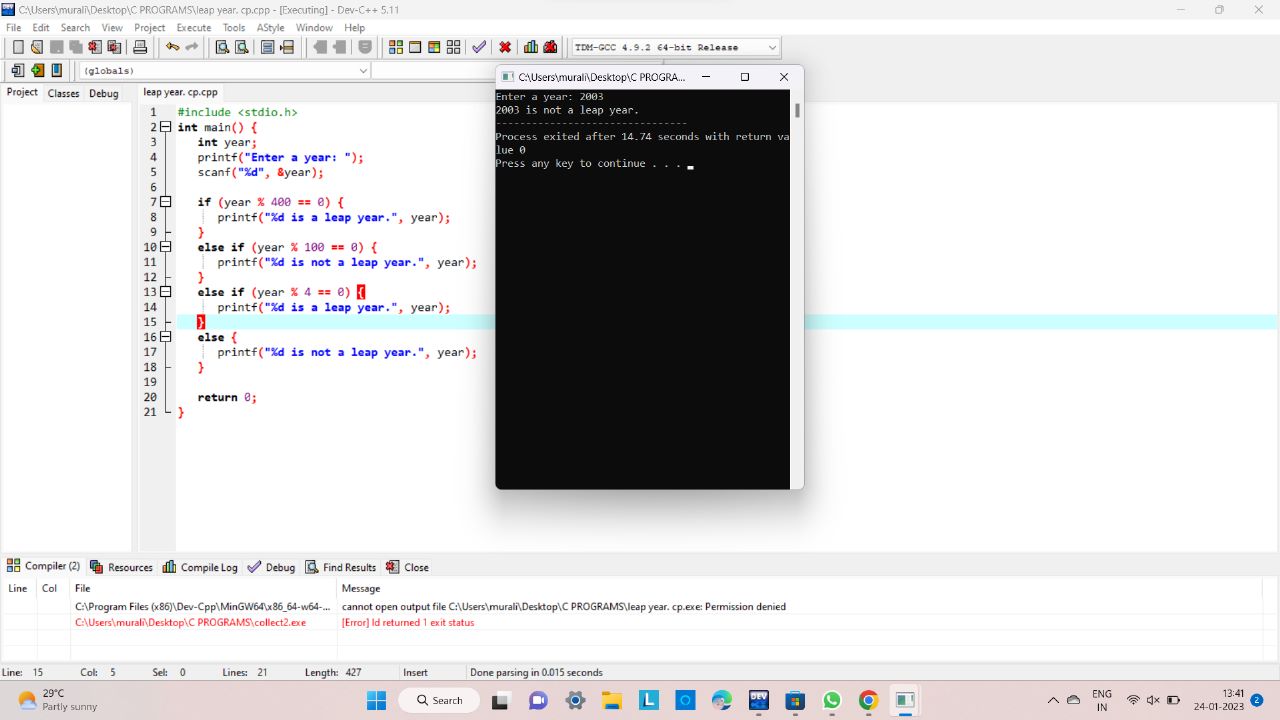 C:\Users\murali\Desktop\C PROGRAMS\leap year. cp.cpp - [Executing] - Dev-C++ 5.11
File Edit Search View Project Execute Tools AStyle Window Help
TDM-GCC 4.9.2 64-bit Release
(globals)
Project Classes Debug
leap year. cp.cpp
1 #include <stdio.h>
2 int main() {
3 int year;
4 printf("Enter a year: ");
5 scanf("%d", &year);
6
7 if (year % 400 == 0) {
8 printf("%d is a leap year.", year);
9 }
10 else if (year % 100 == 0) {
11 printf("%d is not a leap year.", year);
12 }
13 else if (year % 4 == 0) {
14 printf("%d is a leap year.", year);
15 }
16 else {
17 printf("%d is not a leap year.", year);
18 }
19
20 return 0;
21 }
C:\Users\murali\Desktop\C PROGRA...
Enter a year: 2003
2003 is not a leap year.
--------------------------------
Process exited after 14.74 seconds with return va
lue 0
Press any key to continue . . .
Compiler (2) Resources Compile Log Debug Find Results Close
Line Col File Message
C:\Program Files (x86)\Dev-Cpp\MinGW64\x86_64-w64-... cannot open output file C:\Users\murali\Desktop\C PROGRAMS\leap year. cp.exe: Permission denied
C:\Users\murali\Desktop\C PROGRAMS\collect2.exe [Error] ld returned 1 exit status
Line: 15 Col: 5 Sel: 0 Lines: 21 Length: 427 Insert Done parsing in 0.015 seconds
29°C
Partly sunny
Search
L
DEV
ENG
IN
13:41
24-01-2023
2